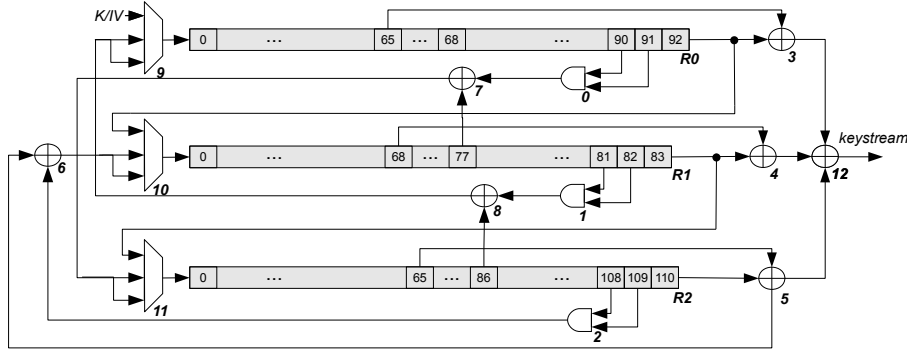 K/IV
0 ... 65 ... 68 ... 90 91 92
9 R0 3
7 0
keystream
0 ... 68 ... 77 ... 81 82 83
6 10 R1 4 12
8 1
0 ... 65 ... 86 ... 108 109 110
11 R2 5
2